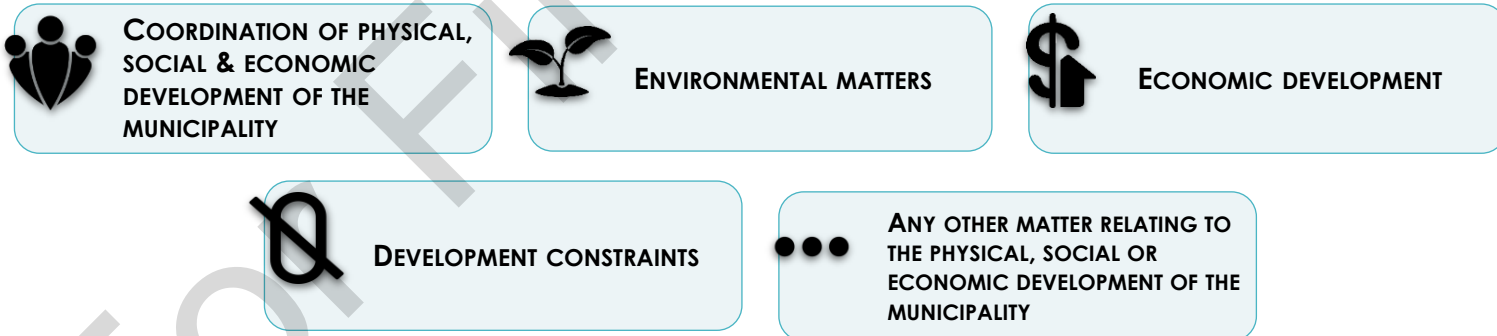 COORDINATION OF PHYSICAL,
SOCIAL & ECONOMIC
DEVELOPMENT OF THE
MUNICIPALITY
ENVIRONMENTAL MATTERS
ECONOMIC DEVELOPMENT
DEVELOPMENT CONSTRAINTS
ANY OTHER MATTER RELATING TO
THE PHYSICAL, SOCIAL OR
ECONOMIC DEVELOPMENT OF THE
MUNICIPALITY
For